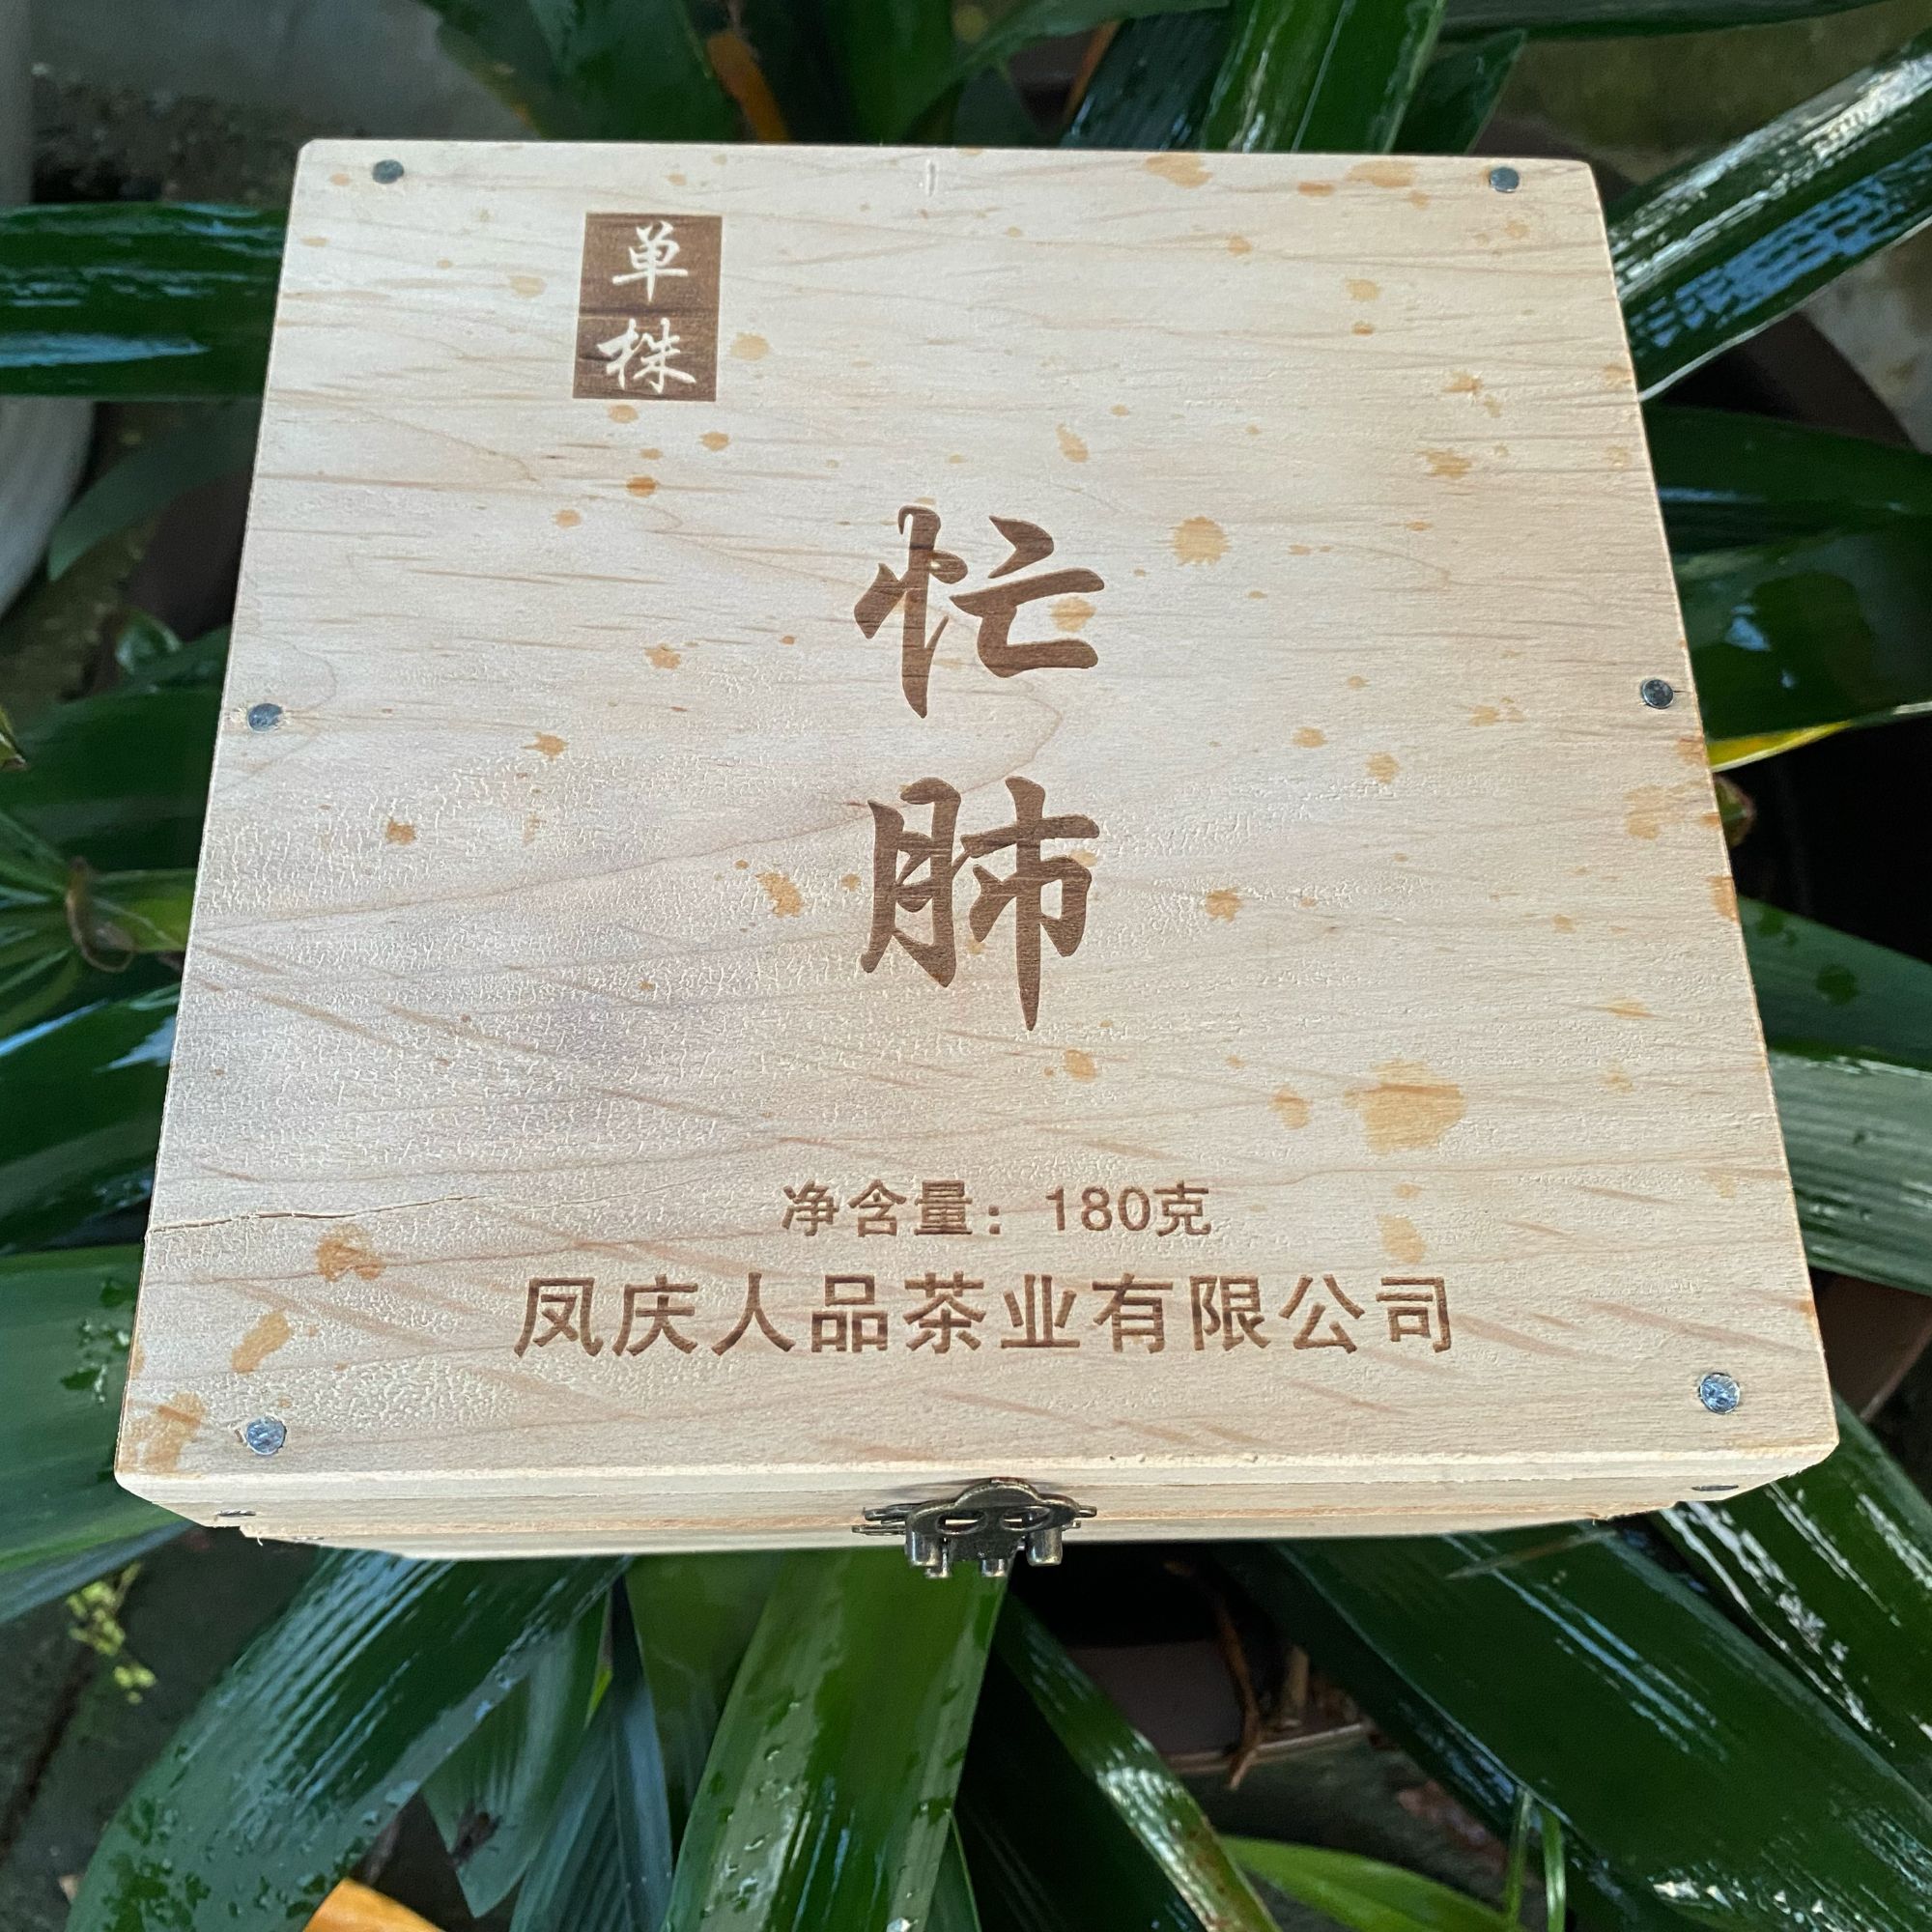 单株
忙肺
净含量：180克
凤庆人品茶业有限公司